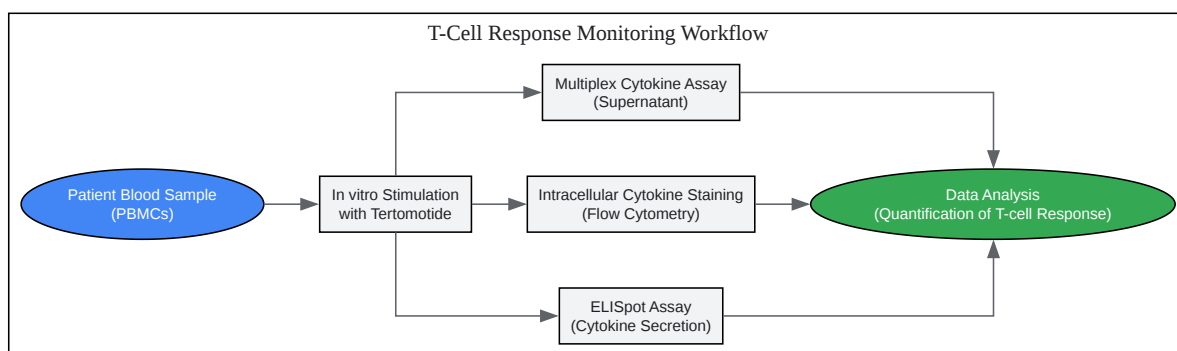 T-Cell Response Monitoring Workflow
Multiplex Cytokine Assay
(Supernatant)
Patient Blood Sample
(PBMCs)
In vitro Stimulation
with Tertomotide
Intracellular Cytokine Staining
(Flow Cytometry)
Data Analysis
(Quantification of T-cell Response)
ELISpot Assay
(Cytokine Secretion)